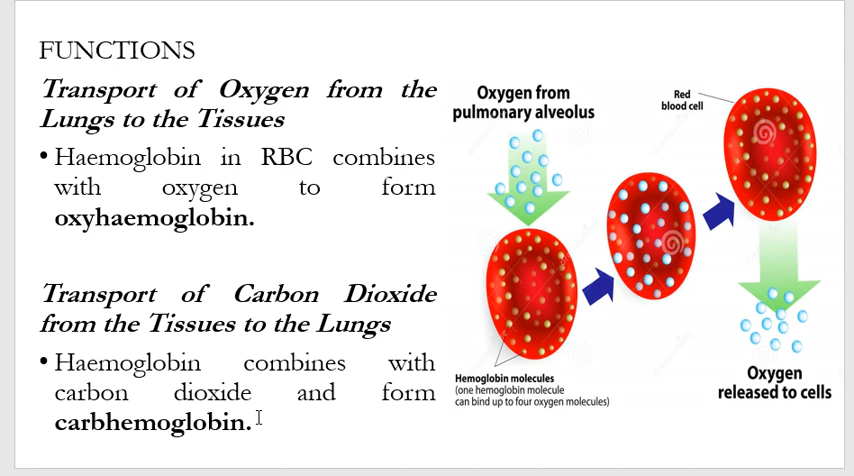 FUNCTIONS
Transport of Oxygen from the
Lungs to the Tissues
• Haemoglobin in RBC combines
with oxygen to form
oxyhaemoglobin.
Transport of Carbon Dioxide
from the Tissues to the Lungs
• Haemoglobin combines with
carbon dioxide and form
carbhemoglobin.
Oxygen from
pulmonary alveolus
Red
blood cell
Hemoglobin molecules
(one hemoglobin molecule
can bind up to four oxygen molecules)
Oxygen
released to cells